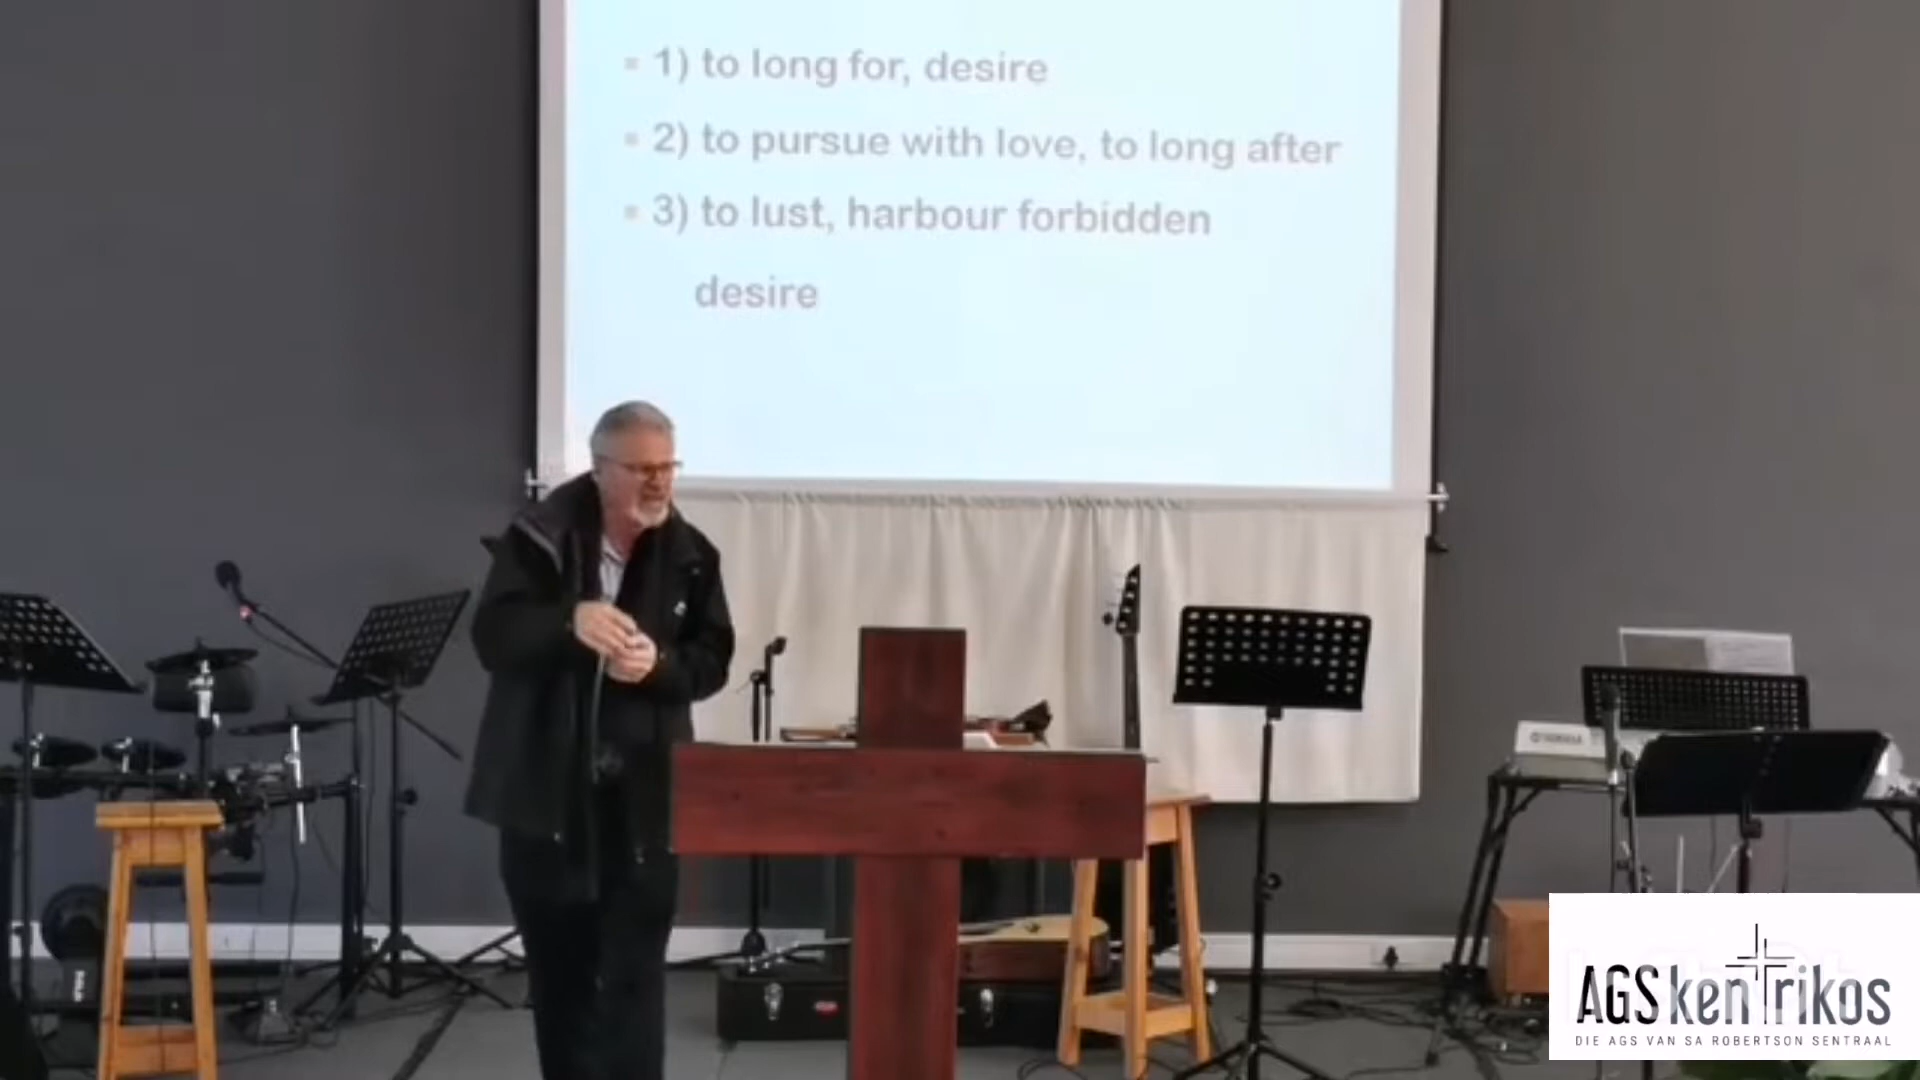 1) to long for, desire
2) to pursue with love, to long after
3) to lust, harbour forbidden
desire
YAMAHA
AGS kentrikos
DIE AGS VAN SA ROBERTSON SENTRAAL